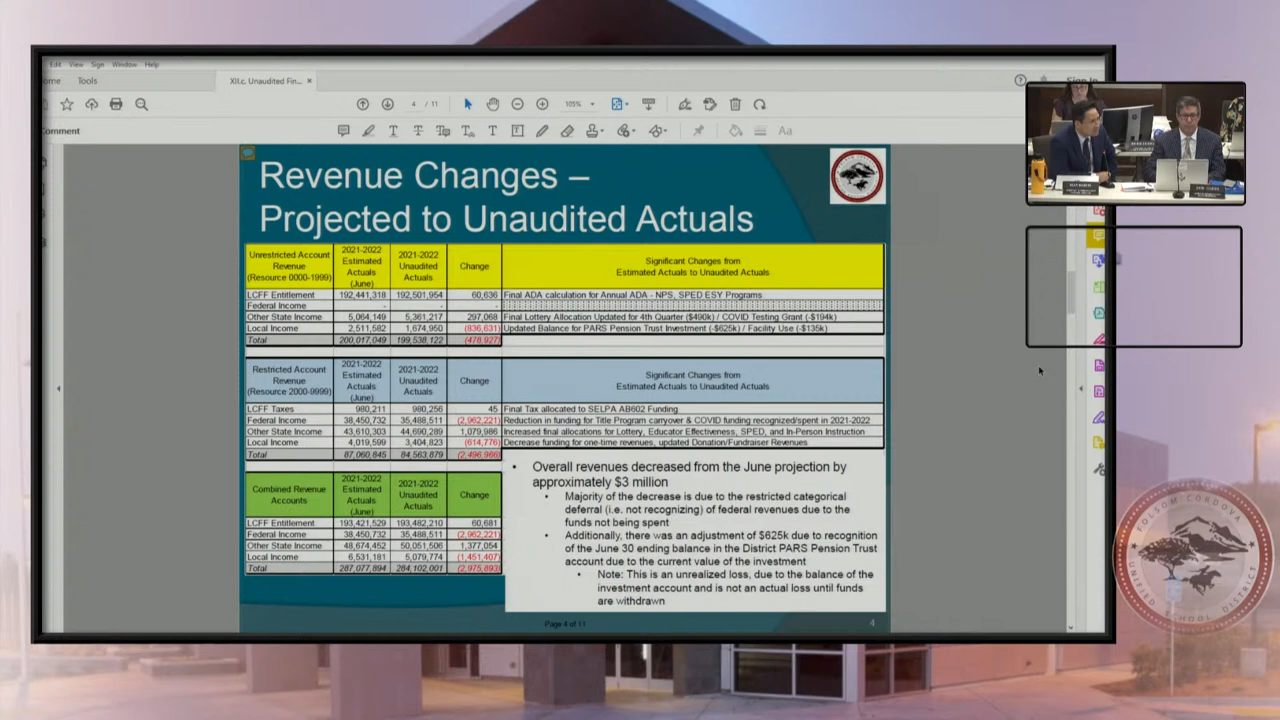 Edit View Sign Window Help
ome Tools XII.c. Unaudited Fin... × Sign In
4 / 11 105%
omment
Aa
Revenue Changes –
Projected to Unaudited Actuals
Unrestricted Account Revenue (Resource 0000-1999) 2021-2022 Estimated Actuals (June) 2021-2022 Unaudited Actuals Change Significant Changes from Estimated Actuals to Unaudited Actuals
LCFF Entitlement 192,441,318 192,501,954 60,636 Final ADA calculation for Annual ADA - NPS, SPED ESY Programs
Federal Income - - -
Other State Income 5,064,149 5,361,217 297,068 Final Lottery Allocation Updated for 4th Quarter ($490k) / COVID Testing Grant (-$194k)
Local Income 2,511,582 1,674,950 (836,631) Updated Balance for PARS Pension Trust Investment (-$625k) / Facility Use (-$135k)
Total 200,017,049 199,538,122 (478,927)
Restricted Account Revenue (Resource 2000-9999) 2021-2022 Estimated Actuals (June) 2021-2022 Unaudited Actuals Change Significant Changes from Estimated Actuals to Unaudited Actuals
LCFF Taxes 980,211 980,256 45 Final Tax allocated to SELPA AB602 Funding
Federal Income 38,450,732 35,488,511 (2,962,221) Reduction in funding for Title Program carryover & COVID funding recognized/spent in 2021-2022
Other State Income 43,610,303 44,690,289 1,079,986 Increased final allocations for Lottery, Educator Effectiveness, SPED, and In-Person Instruction
Local Income 4,019,599 3,404,823 (614,776) Decrease funding for one-time revenues, updated Donation/Fundraiser Revenues
Total 87,060,845 84,563,879 (2,496,966)
Combined Revenue Accounts 2021-2022 Estimated Actuals (June) 2021-2022 Unaudited Actuals Change
LCFF Entitlement 193,421,529 193,482,210 60,681
Federal Income 38,450,732 35,488,511 (2,962,221)
Other State Income 48,674,452 50,051,506 1,377,054
Local Income 6,531,181 5,079,774 (1,451,407)
Total 287,077,894 284,102,001 (2,975,893)
• Overall revenues decreased from the June projection by
approximately $3 million
• Majority of the decrease is due to the restricted categorical
deferral (i.e. not recognizing) of federal revenues due to the
funds not being spent
• Additionally, there was an adjustment of $625k due to recognition
of the June 30 ending balance in the District PARS Pension Trust
account due to the current value of the investment
• Note: This is an unrealized loss, due to the balance of the
investment account and is not an actual loss until funds
are withdrawn
Page 4 of 11
4
FOLSOM CORDOVA
UNIFIED SCHOOL DISTRICT